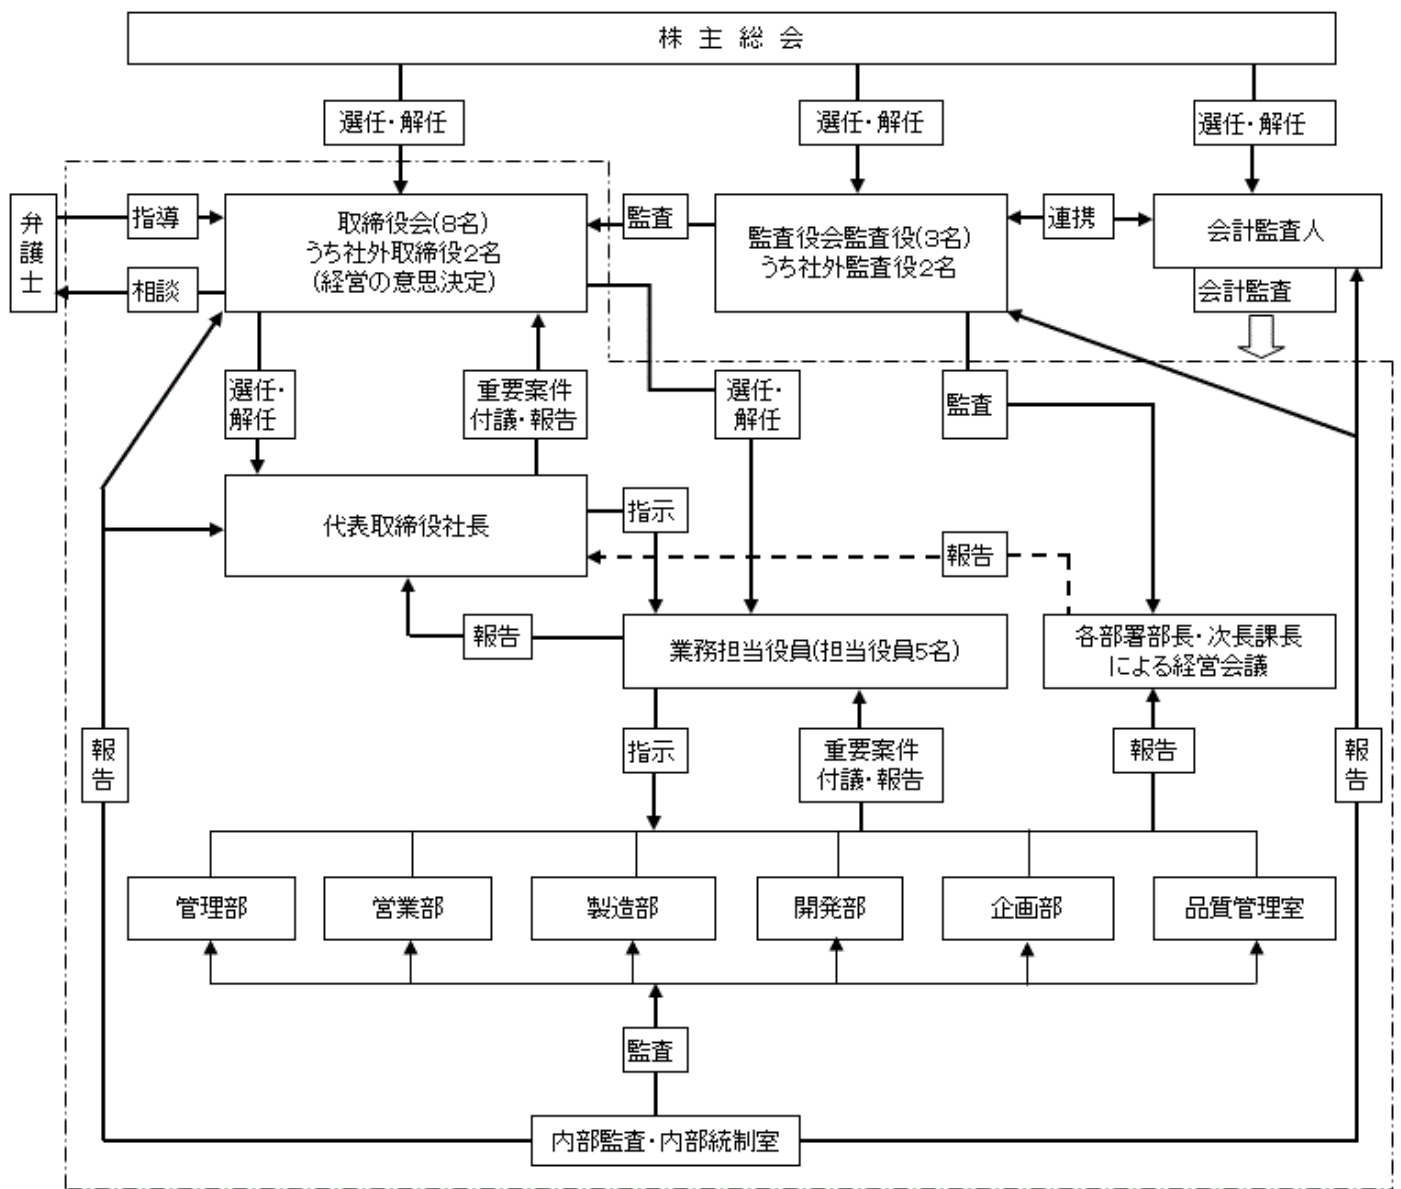 株 主 総 会
選任・解任
選任・解任
選任・解任
弁
護
士
指導
相談
取締役会(8名)
うち社外取締役2名
(経営の意思決定)
監査
監査役会監査役(3名)
うち社外監査役2名
連携
会計監査人
会計監査
選任・
解任
重要案件
付議・報告
選任・
解任
監査
代表取締役社長
指示
報告
報告
業務担当役員(担当役員5名)
各部署部長・次長課長
による経営会議
報
告
指示
重要案件
付議・報告
報告
報
告
管理部
営業部
製造部
開発部
企画部
品質管理室
監査
内部監査・内部統制室